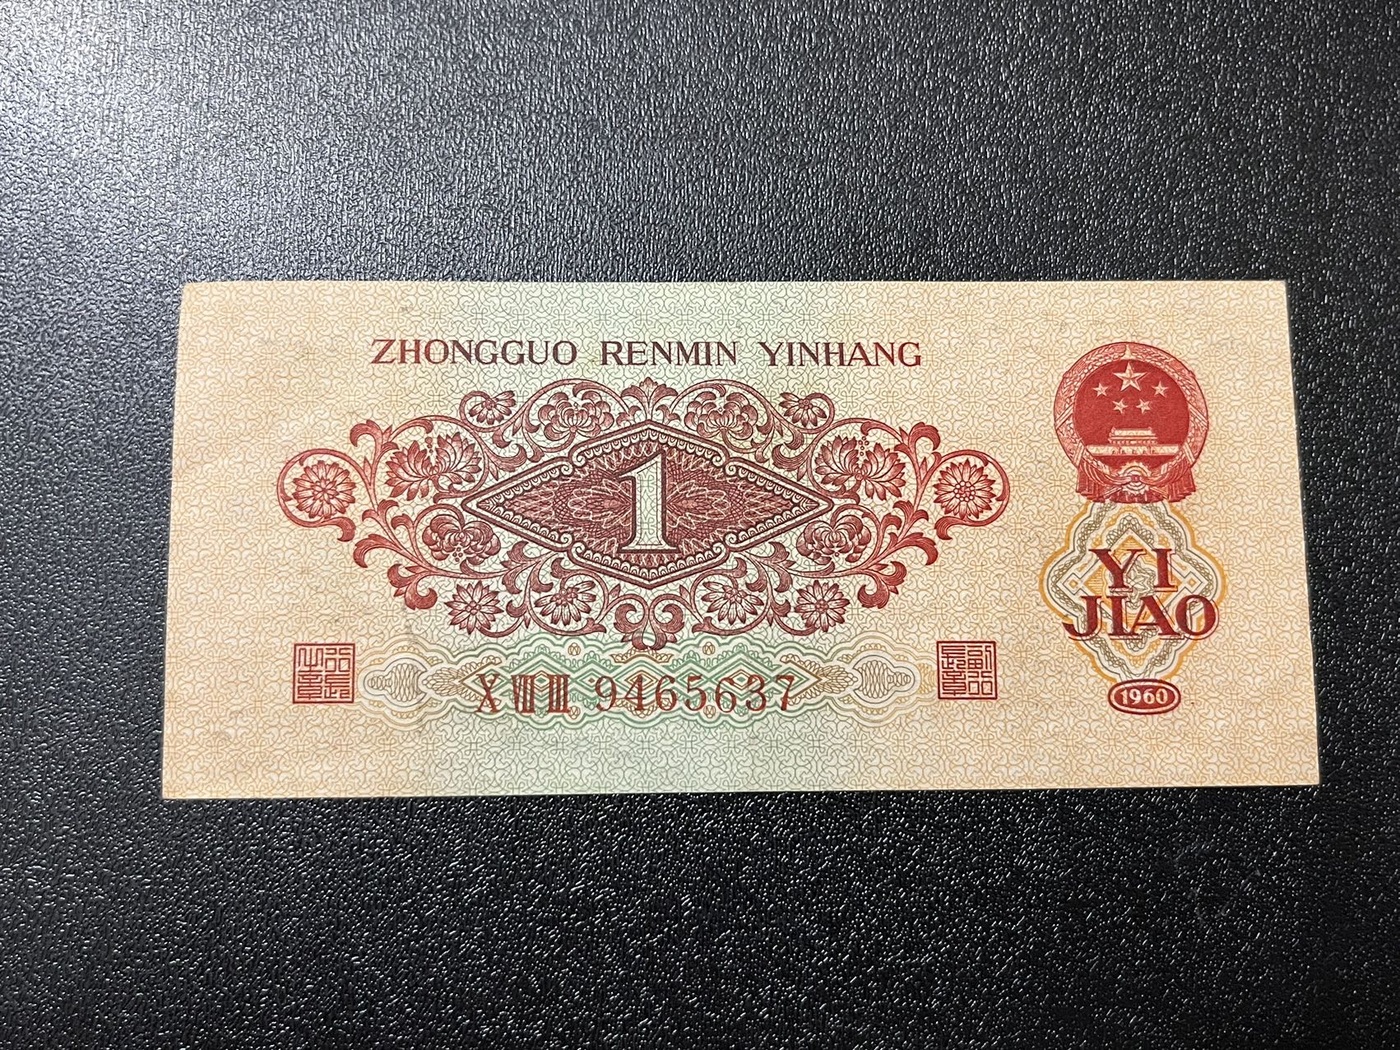 ZHONGGUO RENMIN YINHANG
1
YI
JIAO
X VIII III 9465637
1960